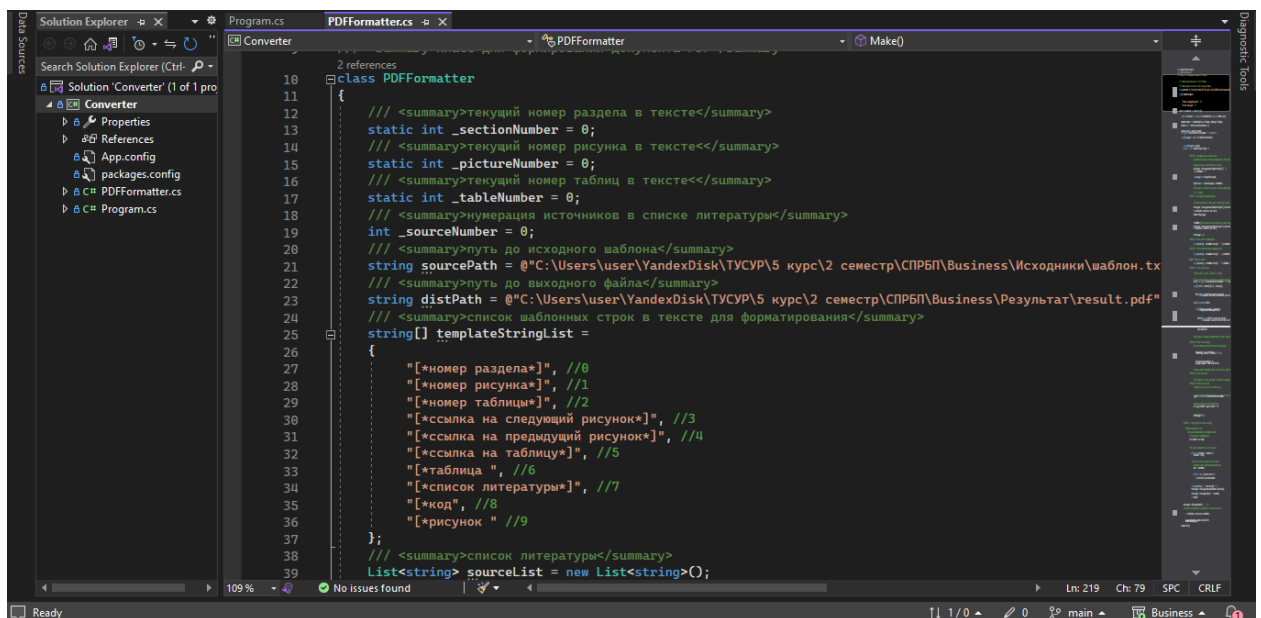 Data Sources
Solution Explorer
Search Solution Explorer (Ctrl-
Solution 'Converter' (1 of 1 pro
Converter
Properties
References
App.config
packages.config
C# PDFFormatter.cs
C# Program.cs
Program.cs
PDFFormatter.cs
C# Converter
PDFFormatter
Make()
2 references
10 class PDFFormatter
11 {
12 /// <summary>текущий номер раздела в тексте</summary>
13 static int _sectionNumber = 0;
14 /// <summary>текущий номер рисунка в тексте<</summary>
15 static int _pictureNumber = 0;
16 /// <summary>текущий номер таблиц в тексте<</summary>
17 static int _tableNumber = 0;
18 /// <summary>нумерация источников в списке литературы</summary>
19 int _sourceNumber = 0;
20 /// <summary>путь до исходного шаблона</summary>
21 string sourcePath = @"C:\Users\user\YandexDisk\ТУСУР\5 курс\2 семестр\СПРБП\Business\Исходники\шаблон.tx
22 /// <summary>путь до выходного файла</summary>
23 string distPath = @"C:\Users\user\YandexDisk\ТУСУР\5 курс\2 семестр\СПРБП\Business\Результат\result.pdf"
24 /// <summary>список шаблонных строк в тексте для форматирования</summary>
25 string[] templateStringList =
26 {
27 "[*номер раздела*]", //0
28 "[*номер рисунка*]", //1
29 "[*номер таблицы*]", //2
30 "[*ссылка на следующий рисунок*]", //3
31 "[*ссылка на предыдущий рисунок*]", //4
32 "[*ссылка на таблицу*]", //5
33 "[*таблица ", //6
34 "[*список литературы*]", //7
35 "[*код", //8
36 "[*рисунок " //9
37 };
38 /// <summary>список литературы</summary>
39 List<string> sourceList = new List<string>();
109 %
No issues found
Ln: 219 Ch: 79 SPC CRLF
Ready
1 / 0
0
main
Business
1
Diagnostic Tools